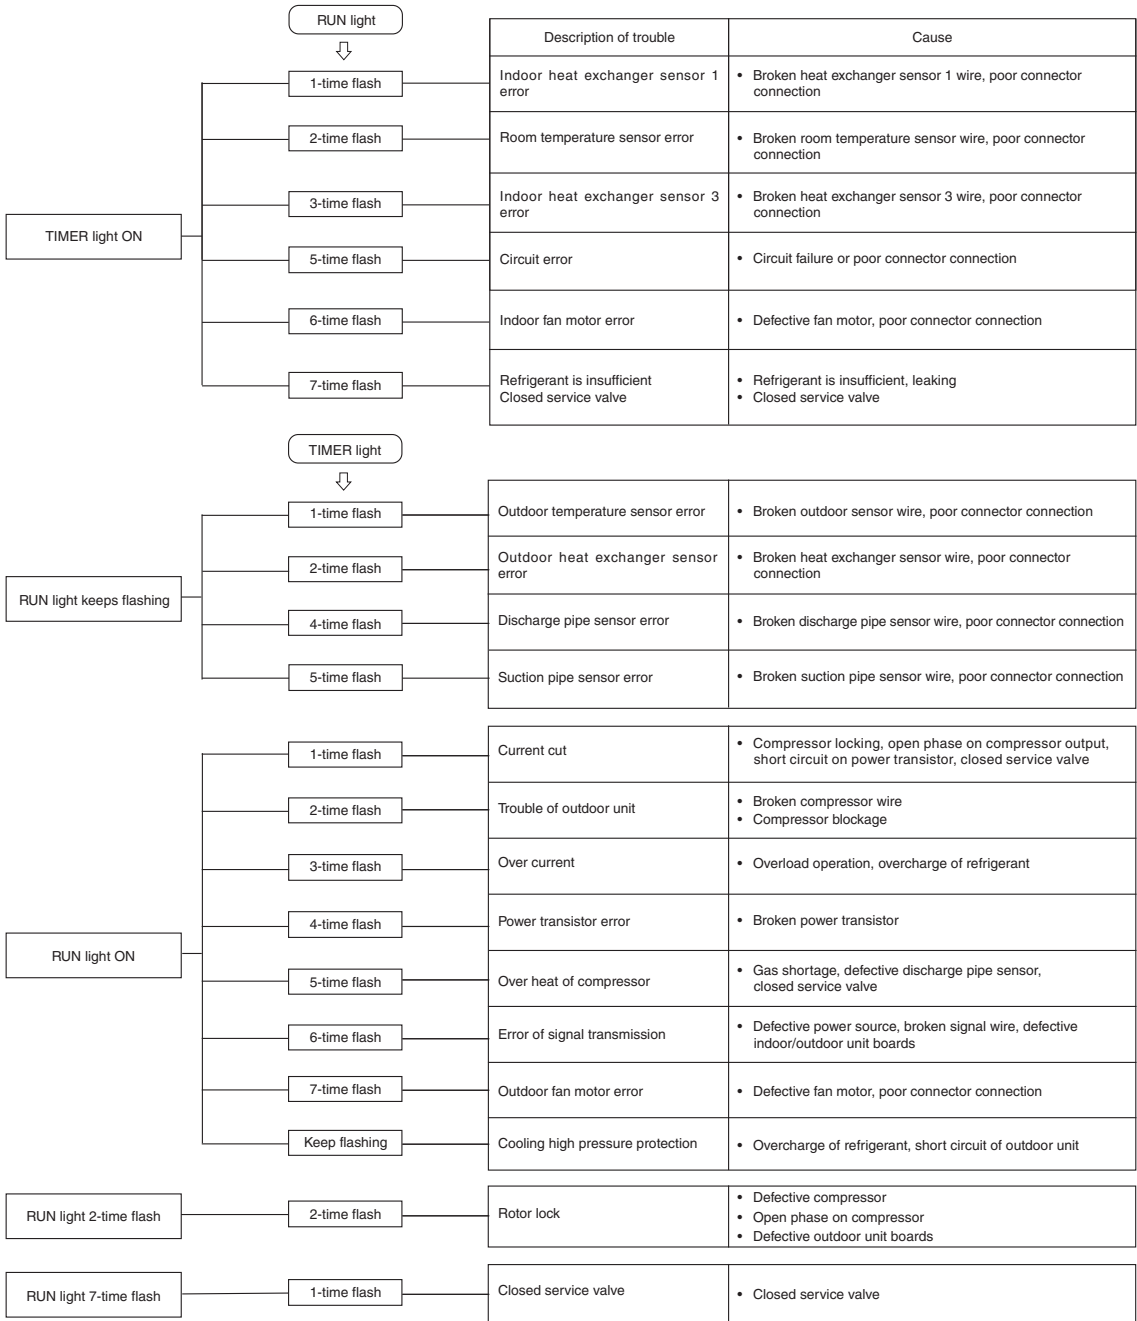 RUN light
Description of trouble
Cause
TIMER light ON
1-time flash
Indoor heat exchanger sensor 1
error
• Broken heat exchanger sensor 1 wire, poor connector
connection
2-time flash
Room temperature sensor error
• Broken room temperature sensor wire, poor connector
connection
3-time flash
Indoor heat exchanger sensor 3
error
• Broken heat exchanger sensor 3 wire, poor connector
connection
5-time flash
Circuit error
• Circuit failure or poor connector connection
6-time flash
Indoor fan motor error
• Defective fan motor, poor connector connection
7-time flash
Refrigerant is insufficient
Closed service valve
• Refrigerant is insufficient, leaking
• Closed service valve
TIMER light
RUN light keeps flashing
1-time flash
Outdoor temperature sensor error
• Broken outdoor sensor wire, poor connector connection
2-time flash
Outdoor heat exchanger sensor
error
• Broken heat exchanger sensor wire, poor connector
connection
4-time flash
Discharge pipe sensor error
• Broken discharge pipe sensor wire, poor connector connection
5-time flash
Suction pipe sensor error
• Broken suction pipe sensor wire, poor connector connection
RUN light ON
1-time flash
Current cut
• Compressor locking, open phase on compressor output,
short circuit on power transistor, closed service valve
2-time flash
Trouble of outdoor unit
• Broken compressor wire
• Compressor blockage
3-time flash
Over current
• Overload operation, overcharge of refrigerant
4-time flash
Power transistor error
• Broken power transistor
5-time flash
Over heat of compressor
• Gas shortage, defective discharge pipe sensor,
closed service valve
6-time flash
Error of signal transmission
• Defective power source, broken signal wire, defective
indoor/outdoor unit boards
7-time flash
Outdoor fan motor error
• Defective fan motor, poor connector connection
Keep flashing
Cooling high pressure protection
• Overcharge of refrigerant, short circuit of outdoor unit
RUN light 2-time flash
2-time flash
Rotor lock
• Defective compressor
• Open phase on compressor
• Defective outdoor unit boards
RUN light 7-time flash
1-time flash
Closed service valve
• Closed service valve